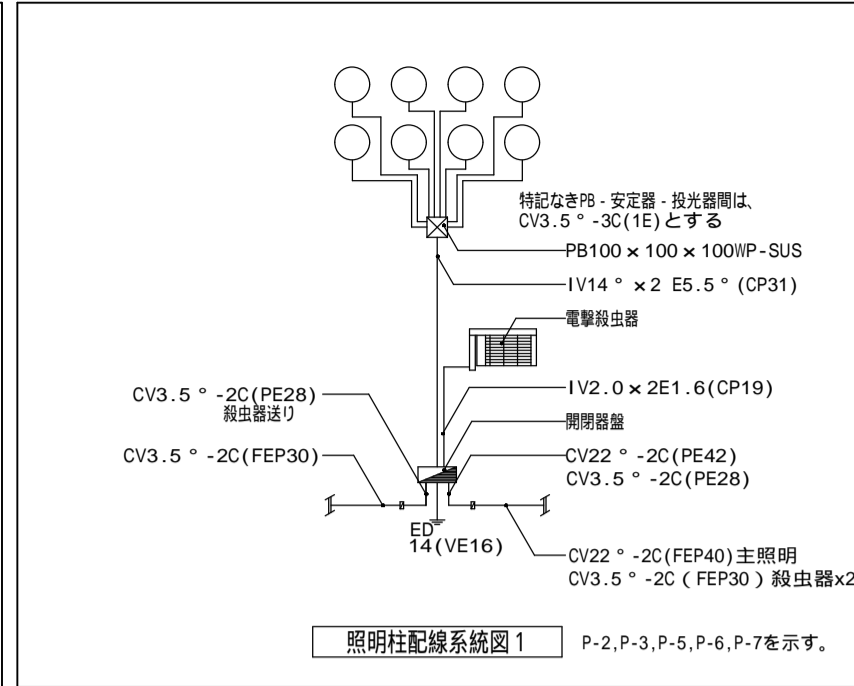 特記なきPB - 安定器 - 投光器間は、
CV3.5 ° -3C(1E)とする
PB100 × 100 × 100WP-SUS
IV14 ° × 2 E5.5 ° (CP31)
電撃殺虫器
CV3.5 ° -2C(PE28)
殺虫器送り
IV2.0 × 2E1.6(CP19)
開閉器盤
CV3.5 ° -2C(FEP30)
CV22 ° -2C(PE42)
CV3.5 ° -2C(PE28)
ED
14(VE16)
CV22 ° -2C(FEP40)主照明
CV3.5 ° -2C ( FEP30 ) 殺虫器x2
照明柱配線系統図 1
P-2,P-3,P-5,P-6,P-7を示す。